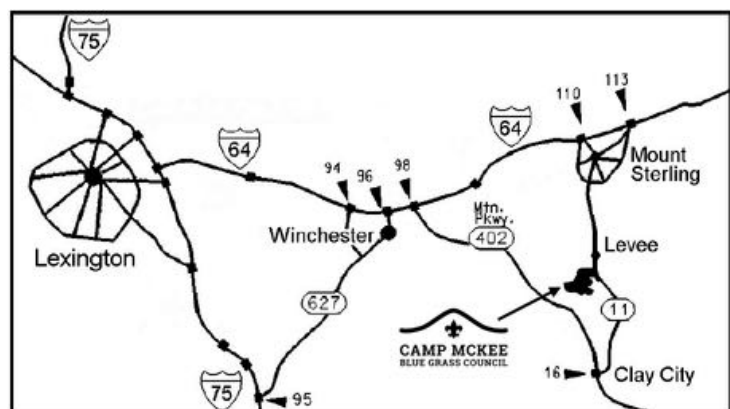 75
113
110
64
64
94
96
98
Mount
Sterling
Mtn.
Pkwy.
402
Winchester
Levee
Lexington
627
11
CAMP MCKEE
BLUE GRASS COUNCIL
16
Clay City
75
95